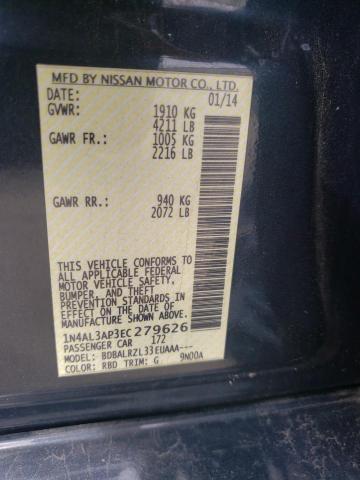 MFD BY NISSAN MOTOR CO., LTD.
DATE: 01/14
GVWR: 1910 KG
4211 LB
GAWR FR.: 1005 KG
2216 LB
GAWR RR.: 940 KG
2072 LB
THIS VEHICLE CONFORMS TO
ALL APPLICABLE FEDERAL
MOTOR VEHICLE SAFETY,
BUMPER, AND THEFT
PREVENTION STANDARDS IN
EFFECT ON THE DATE OF
MANUFACTURE SHOWN ABOVE.
1N4AL3AP3EC279626
PASSENGER CAR 172
MODEL: BDBALRZL33EUAAA---
COLOR: RBD TRIM: G 9N00A